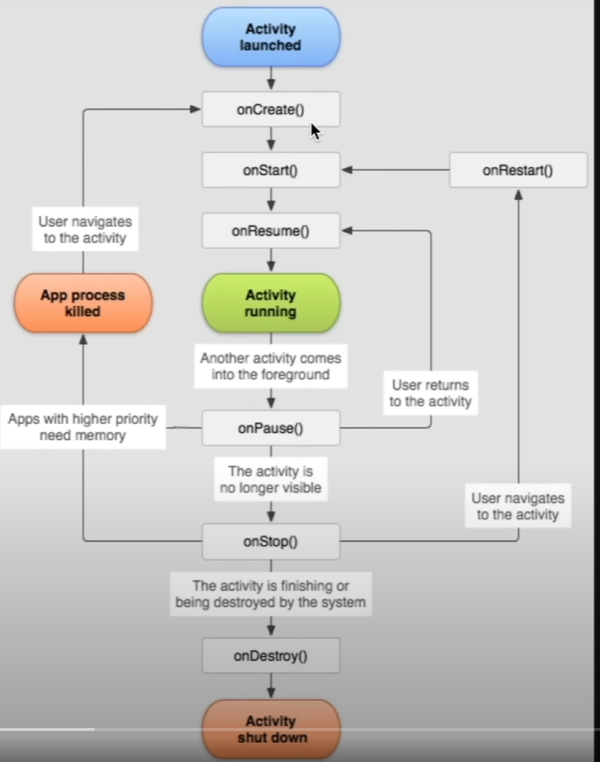 Activity
launched
onCreate()
onStart()
onRestart()
onResume()
User navigates
to the activity
App process
killed
Activity
running
Another activity comes
into the foreground
User returns
to the activity
Apps with higher priority
need memory
onPause()
The activity is
no longer visible
User navigates
to the activity
onStop()
The activity is finishing or
being destroyed by the system
onDestroy()
Activity
shut down